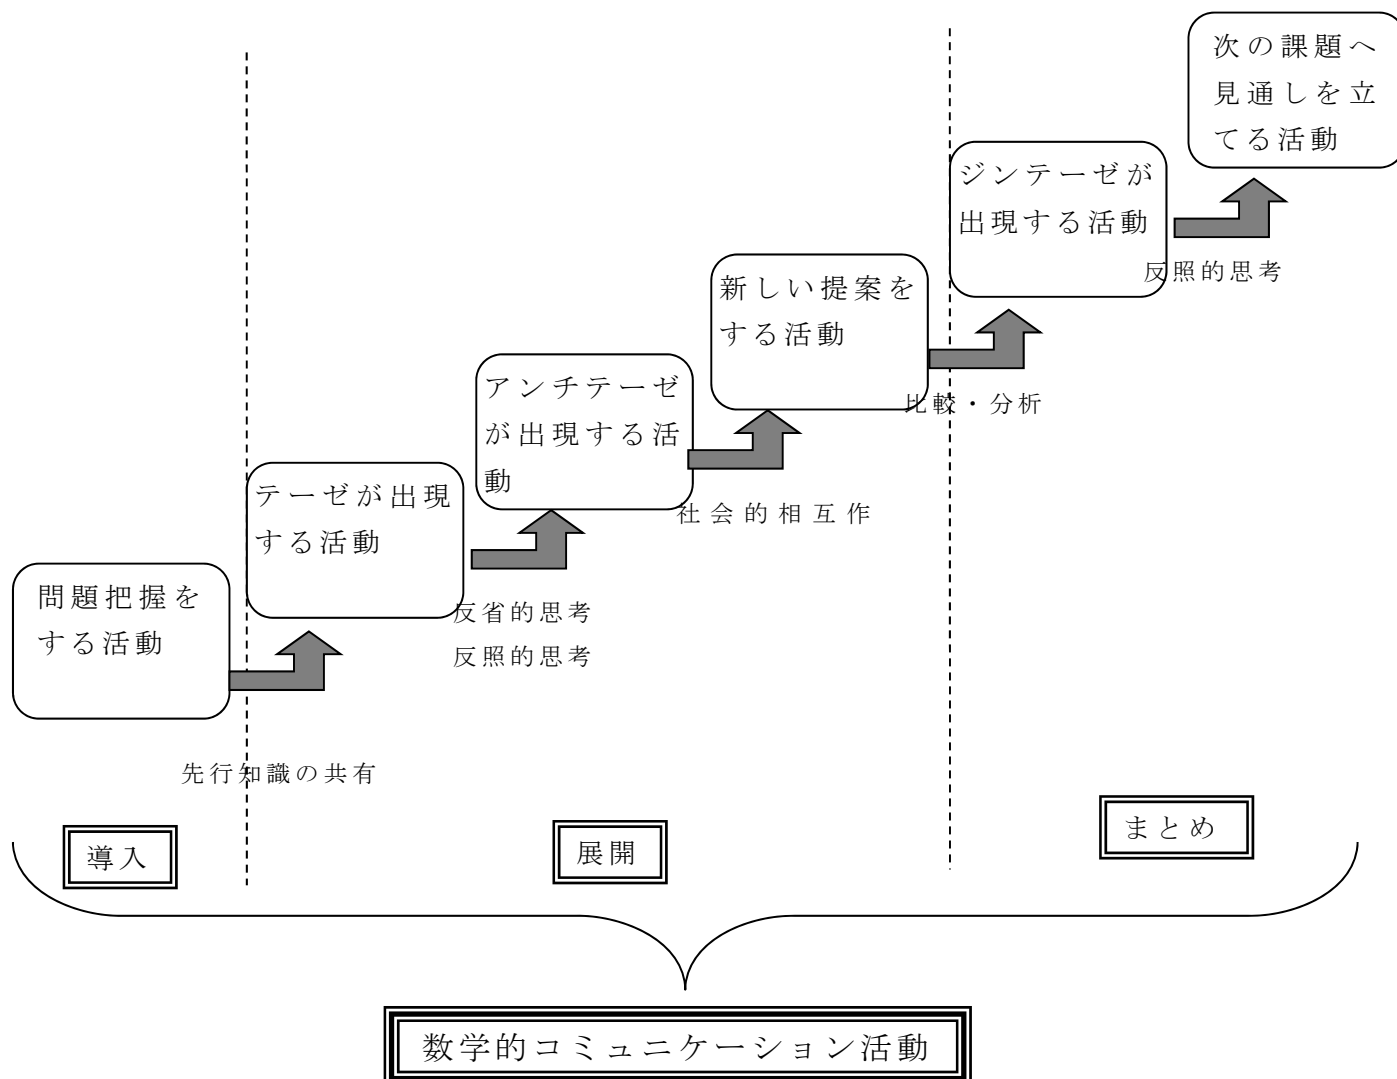 次の課題へ
見通しを立
てる活動
ジンテーゼが
出現する活動
反照的思考
新しい提案を
する活動
比較・分析
アンチテーゼ
が出現する活
動
社会的相互作
テーゼが出現
する活動
反省的思考
反照的思考
問題把握を
する活動
先行知識の共有
導入
展開
まとめ
数学的コミュニケーション活動